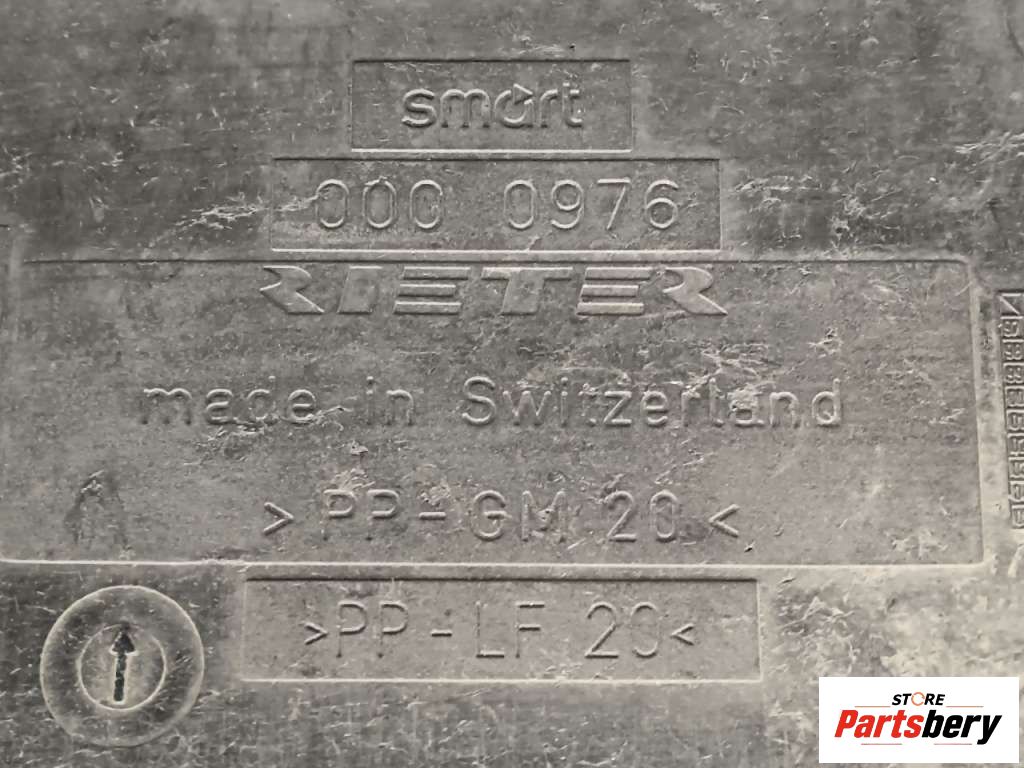 smart
000 0976
RIETER
made in Switzerland
> PP-GM 20 <
>PP-LF 20<
STORE
Partsbery